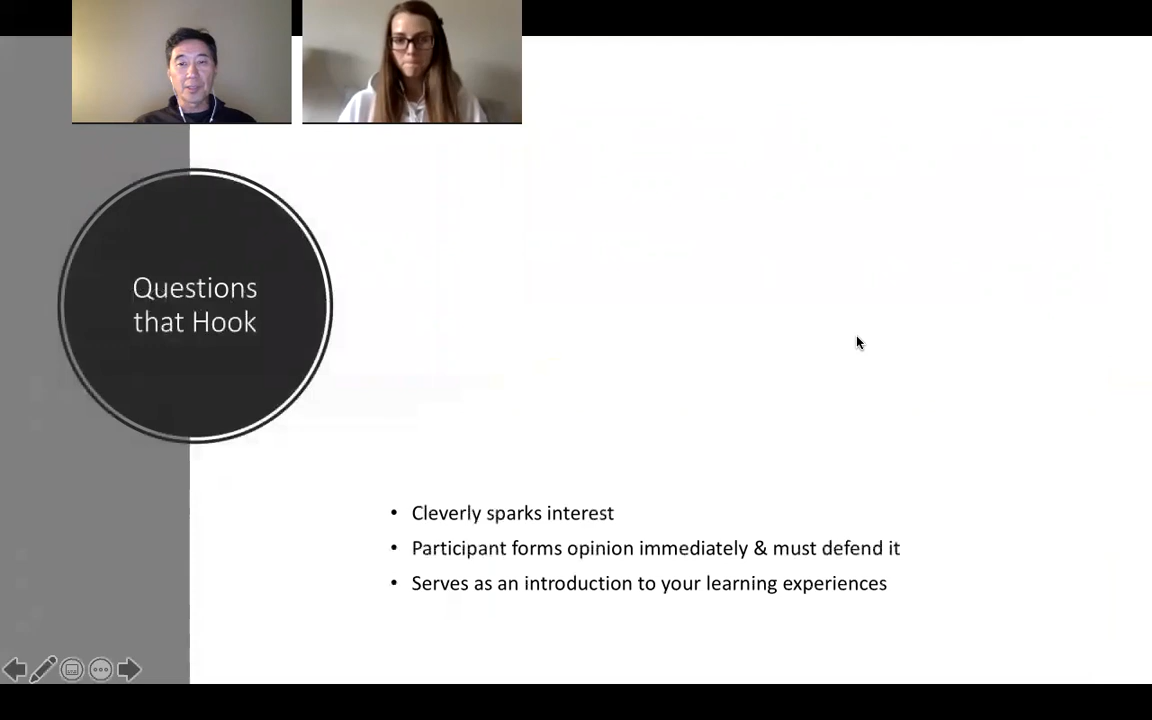 Questions
that Hook
• Cleverly sparks interest
• Participant forms opinion immediately & must defend it
• Serves as an introduction to your learning experiences